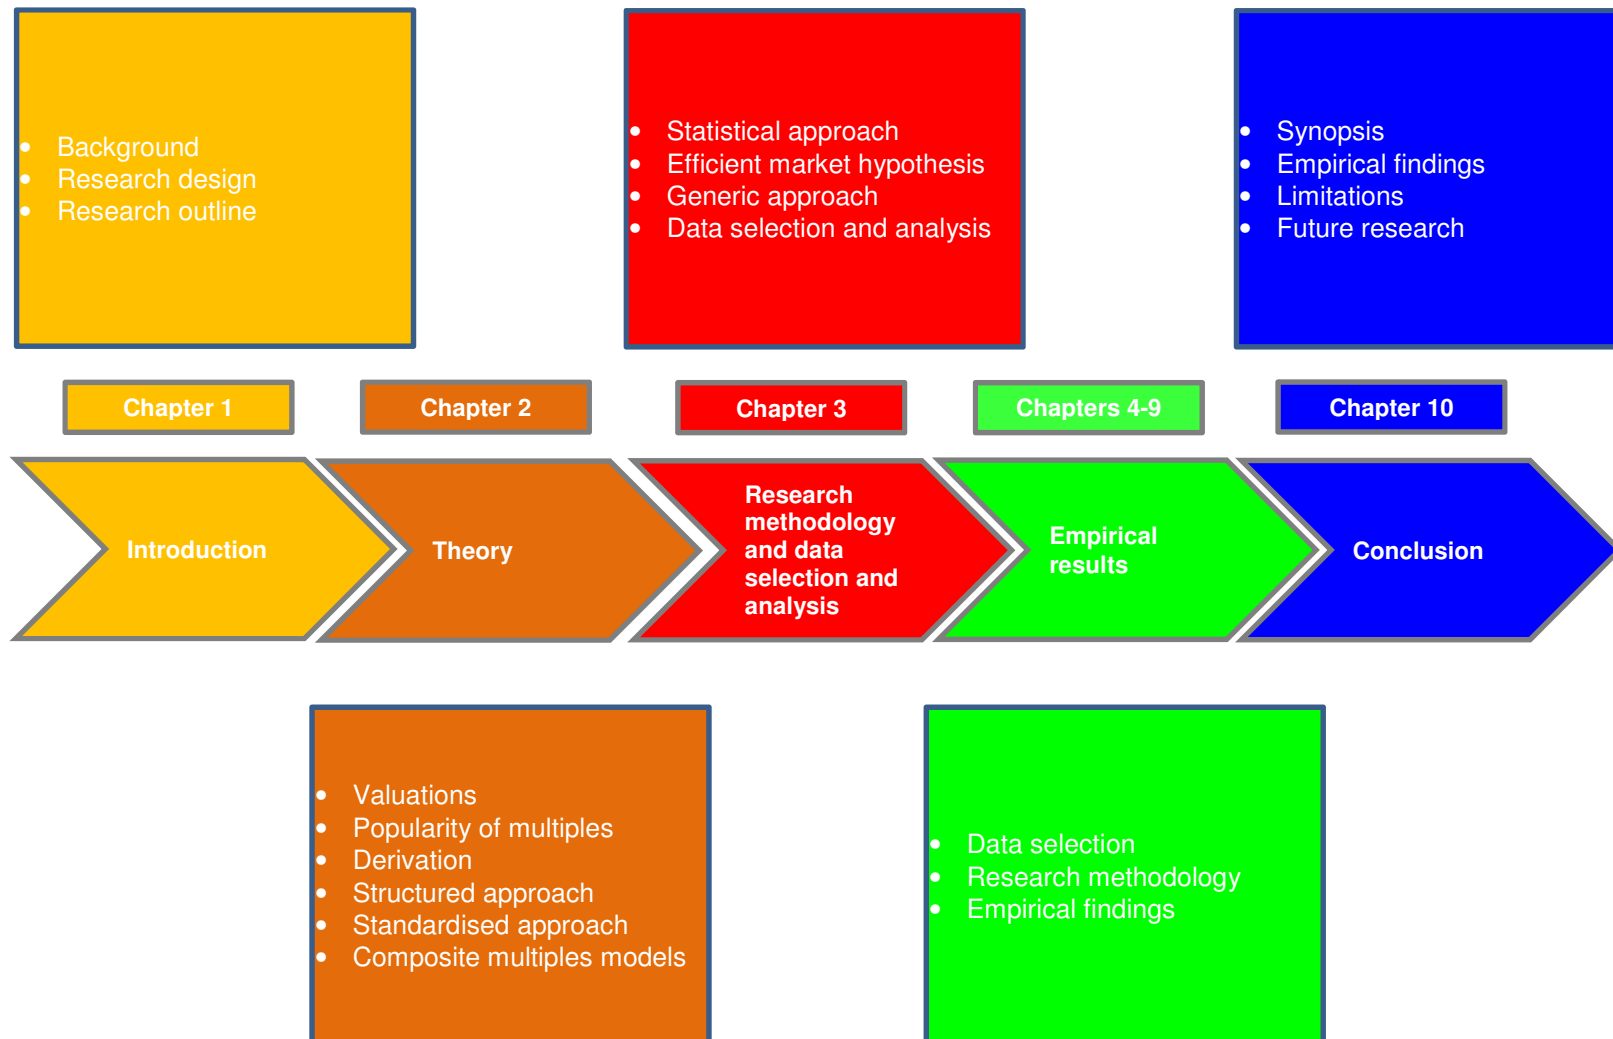 • Background
• Research design
• Research outline
• Statistical approach
• Efficient market hypothesis
• Generic approach
• Data selection and analysis
• Synopsis
• Empirical findings
• Limitations
• Future research
Chapter 1
Chapter 2
Chapter 3
Chapters 4-9
Chapter 10
Introduction
Theory
Research
methodology
and data
selection and
analysis
Empirical
results
Conclusion
• Valuations
• Popularity of multiples
• Derivation
• Structured approach
• Standardised approach
• Composite multiples models
• Data selection
• Research methodology
• Empirical findings